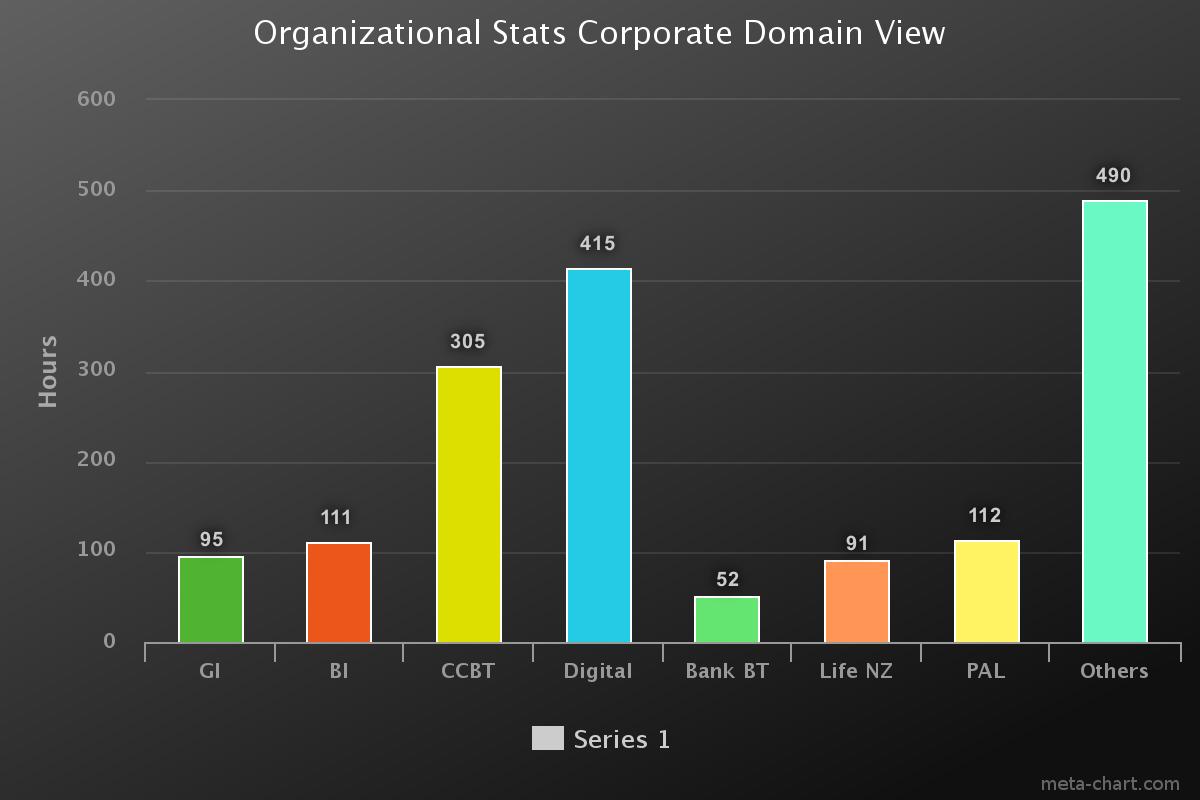 Organizational Stats Corporate Domain View
600
500
400
300
200
100
0
Hours
95
111
305
415
52
91
112
490
GI
BI
CCBT
Digital
Bank BT
Life NZ
PAL
Others
Series 1
meta-chart.com